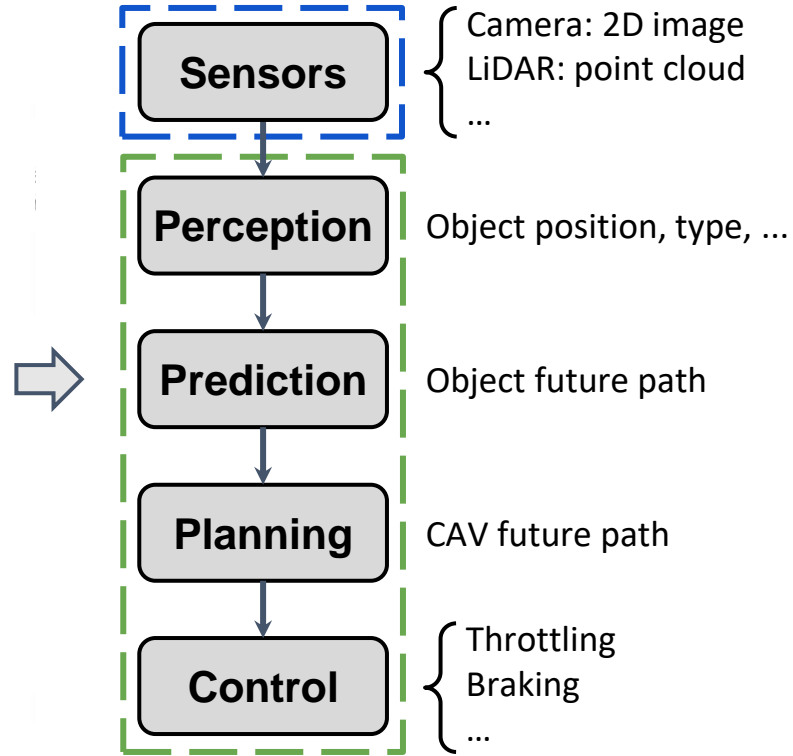 Sensors
Camera: 2D image
LiDAR: point cloud
...
Perception
Object position, type, ...
Prediction
Object future path
Planning
CAV future path
Control
Throttling
Braking
...